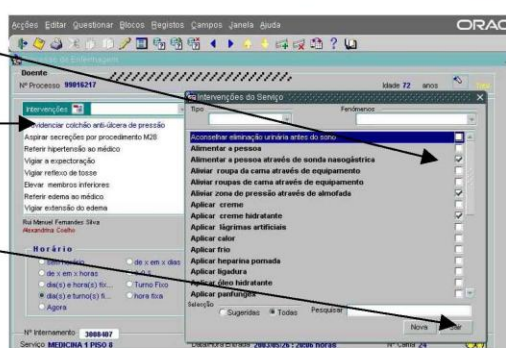 Acções Editar Questionar Blocos Registos Campos Janela Ajuda
ORAC
Doente
Nº Processo 99016217
Idade 72 anos
Intervenções
Providenciar colchão anti-úlcera de pressão
Aspirar secreções por procedimento M28
Referir hipertensão ao médico
Vigiar a expectoração
Vigiar reflexo de tosse
Elevar membros inferiores
Referir edema ao médico
Vigiar extensão do edema
Rui Manuel Fernandes Silva
Alexandrina Coelho
Horário
de x em dias
de x em x horas
dia(s) e hora(s) fix...
Turno Fixo
dia(s) e turno(s) fi...
hora fixa
Agora
Nº Internamento 3008407
Serviço MEDICINA 1 PISO 8
Nº Cama 24
Intervenções do Serviço
Tipo
Fenómenos
Aconselhar eliminação urinária antes do sono
Alimentar a pessoa
Alimentar a pessoa através de sonda nasogástrica
Aliviar roupa da cama através de equipamento
Aliviar roupas de cama através de equipamento
Aliviar zona de pressão através de almofada
Aplicar creme
Aplicar creme hidratante
Aplicar lágrimas artificiais
Aplicar calor
Aplicar frio
Aplicar heparina pomada
Aplicar ligadura
Aplicar óleo hidratante
Aplicar panfungex
Selecção
Sugeridas Todas Pesquisar
Nova